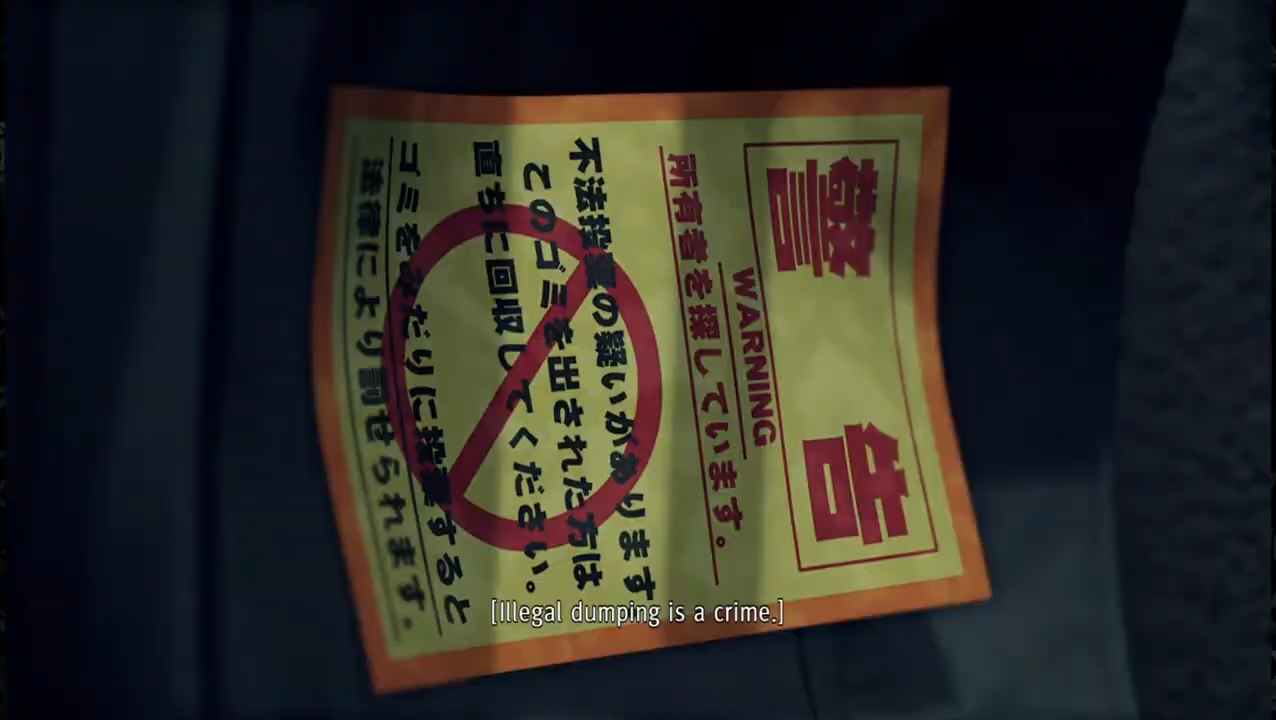 警告
WARNING
所有者を探しています。
不法投棄の疑いがあります
このゴミを出された方は
直ちに回収してください。
ゴミをみだりに投棄すると
法律により罰せられます。
[Illegal dumping is a crime.]